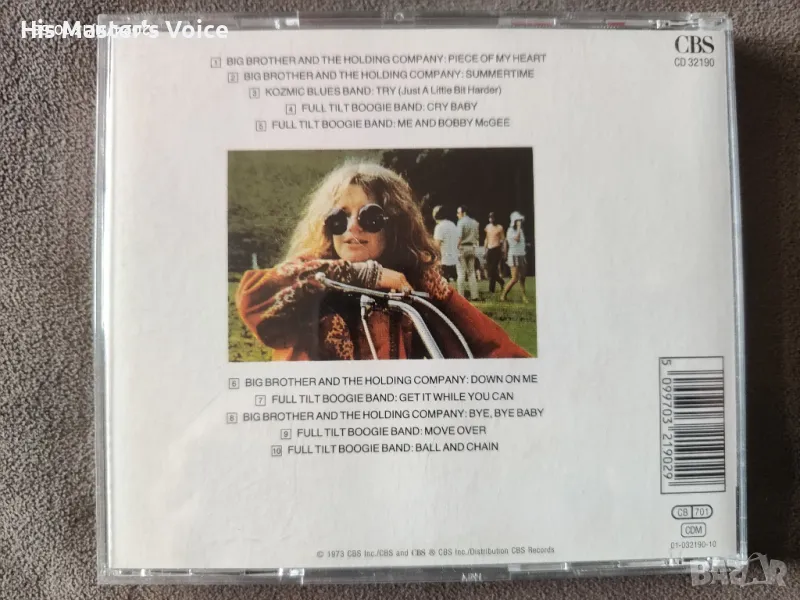 His Master's Voice
CBS
CD 32190
1 BIG BROTHER AND THE HOLDING COMPANY: PIECE OF MY HEART
2 BIG BROTHER AND THE HOLDING COMPANY: SUMMERTIME
3 KOZMIC BLUES BAND: TRY (Just A Little Bit Harder)
4 FULL TILT BOOGIE BAND: CRY BABY
5 FULL TILT BOOGIE BAND: ME AND BOBBY McGEE
6 BIG BROTHER AND THE HOLDING COMPANY: DOWN ON ME
7 FULL TILT BOOGIE BAND: GET IT WHILE YOU CAN
8 BIG BROTHER AND THE HOLDING COMPANY: BYE, BYE BABY
9 FULL TILT BOOGIE BAND: MOVE OVER
10 FULL TILT BOOGIE BAND: BALL AND CHAIN
5 099703 219029
CB 701
CDM
01-032190-10
℗ 1973 CBS Inc./CBS and CBS ® CBS Inc./Distribution CBS Records
BAZAR